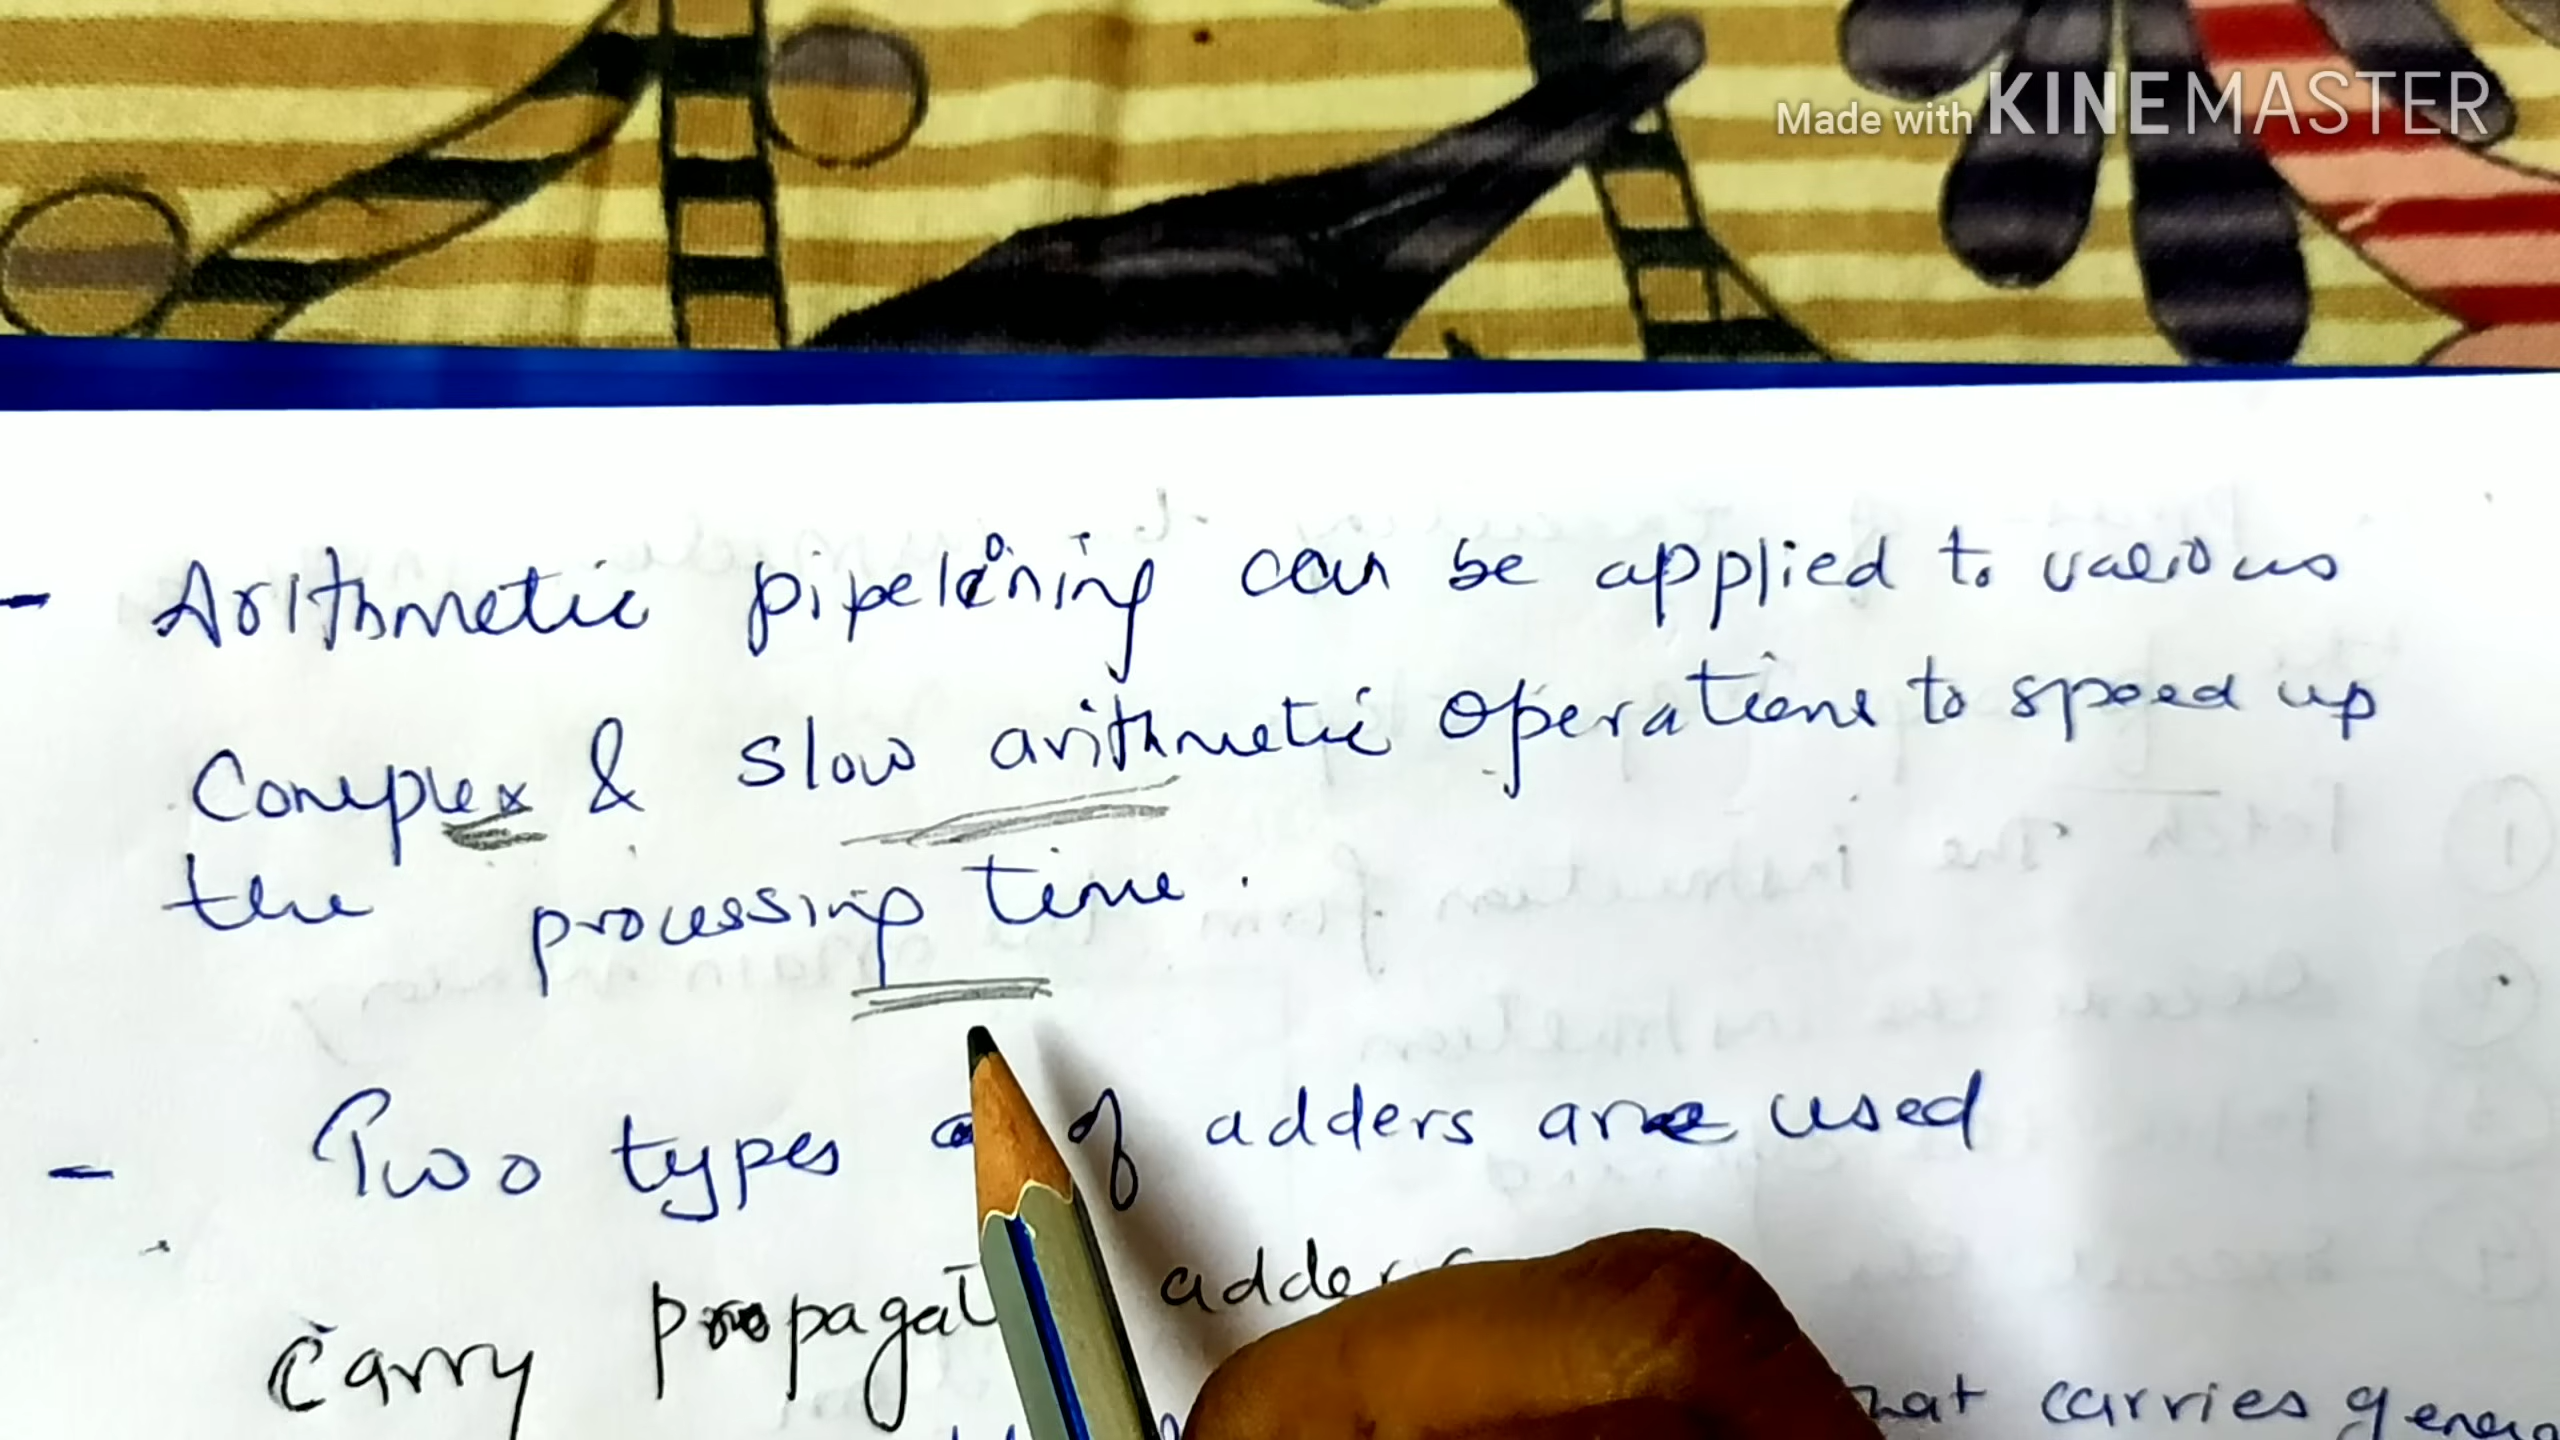 Made with KINEMASTER
- Arithmetic pipelining can be applied to various
Complex & slow arithmetic operations to speed up
the processing time.
- Two types of adders are used
Carry propagat adder
carries